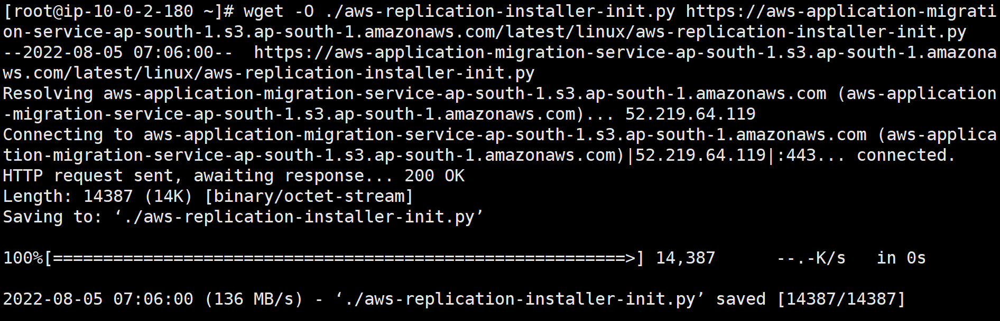 [root@ip-10-0-2-180 ~]# wget -O ./aws-replication-installer-init.py https://aws-application-migrati
on-service-ap-south-1.s3.ap-south-1.amazonaws.com/latest/linux/aws-replication-installer-init.py
--2022-08-05 07:06:00--  https://aws-application-migration-service-ap-south-1.s3.ap-south-1.amazona
ws.com/latest/linux/aws-replication-installer-init.py
Resolving aws-application-migration-service-ap-south-1.s3.ap-south-1.amazonaws.com (aws-application
-migration-service-ap-south-1.s3.ap-south-1.amazonaws.com)... 52.219.64.119
Connecting to aws-application-migration-service-ap-south-1.s3.ap-south-1.amazonaws.com (aws-applica
tion-migration-service-ap-south-1.s3.ap-south-1.amazonaws.com)|52.219.64.119|:443... connected.
HTTP request sent, awaiting response... 200 OK
Length: 14387 (14K) [binary/octet-stream]
Saving to: ‘./aws-replication-installer-init.py’
100%[=========================================================>] 14,387      --.-K/s   in 0s
2022-08-05 07:06:00 (136 MB/s) - ‘./aws-replication-installer-init.py’ saved [14387/14387]